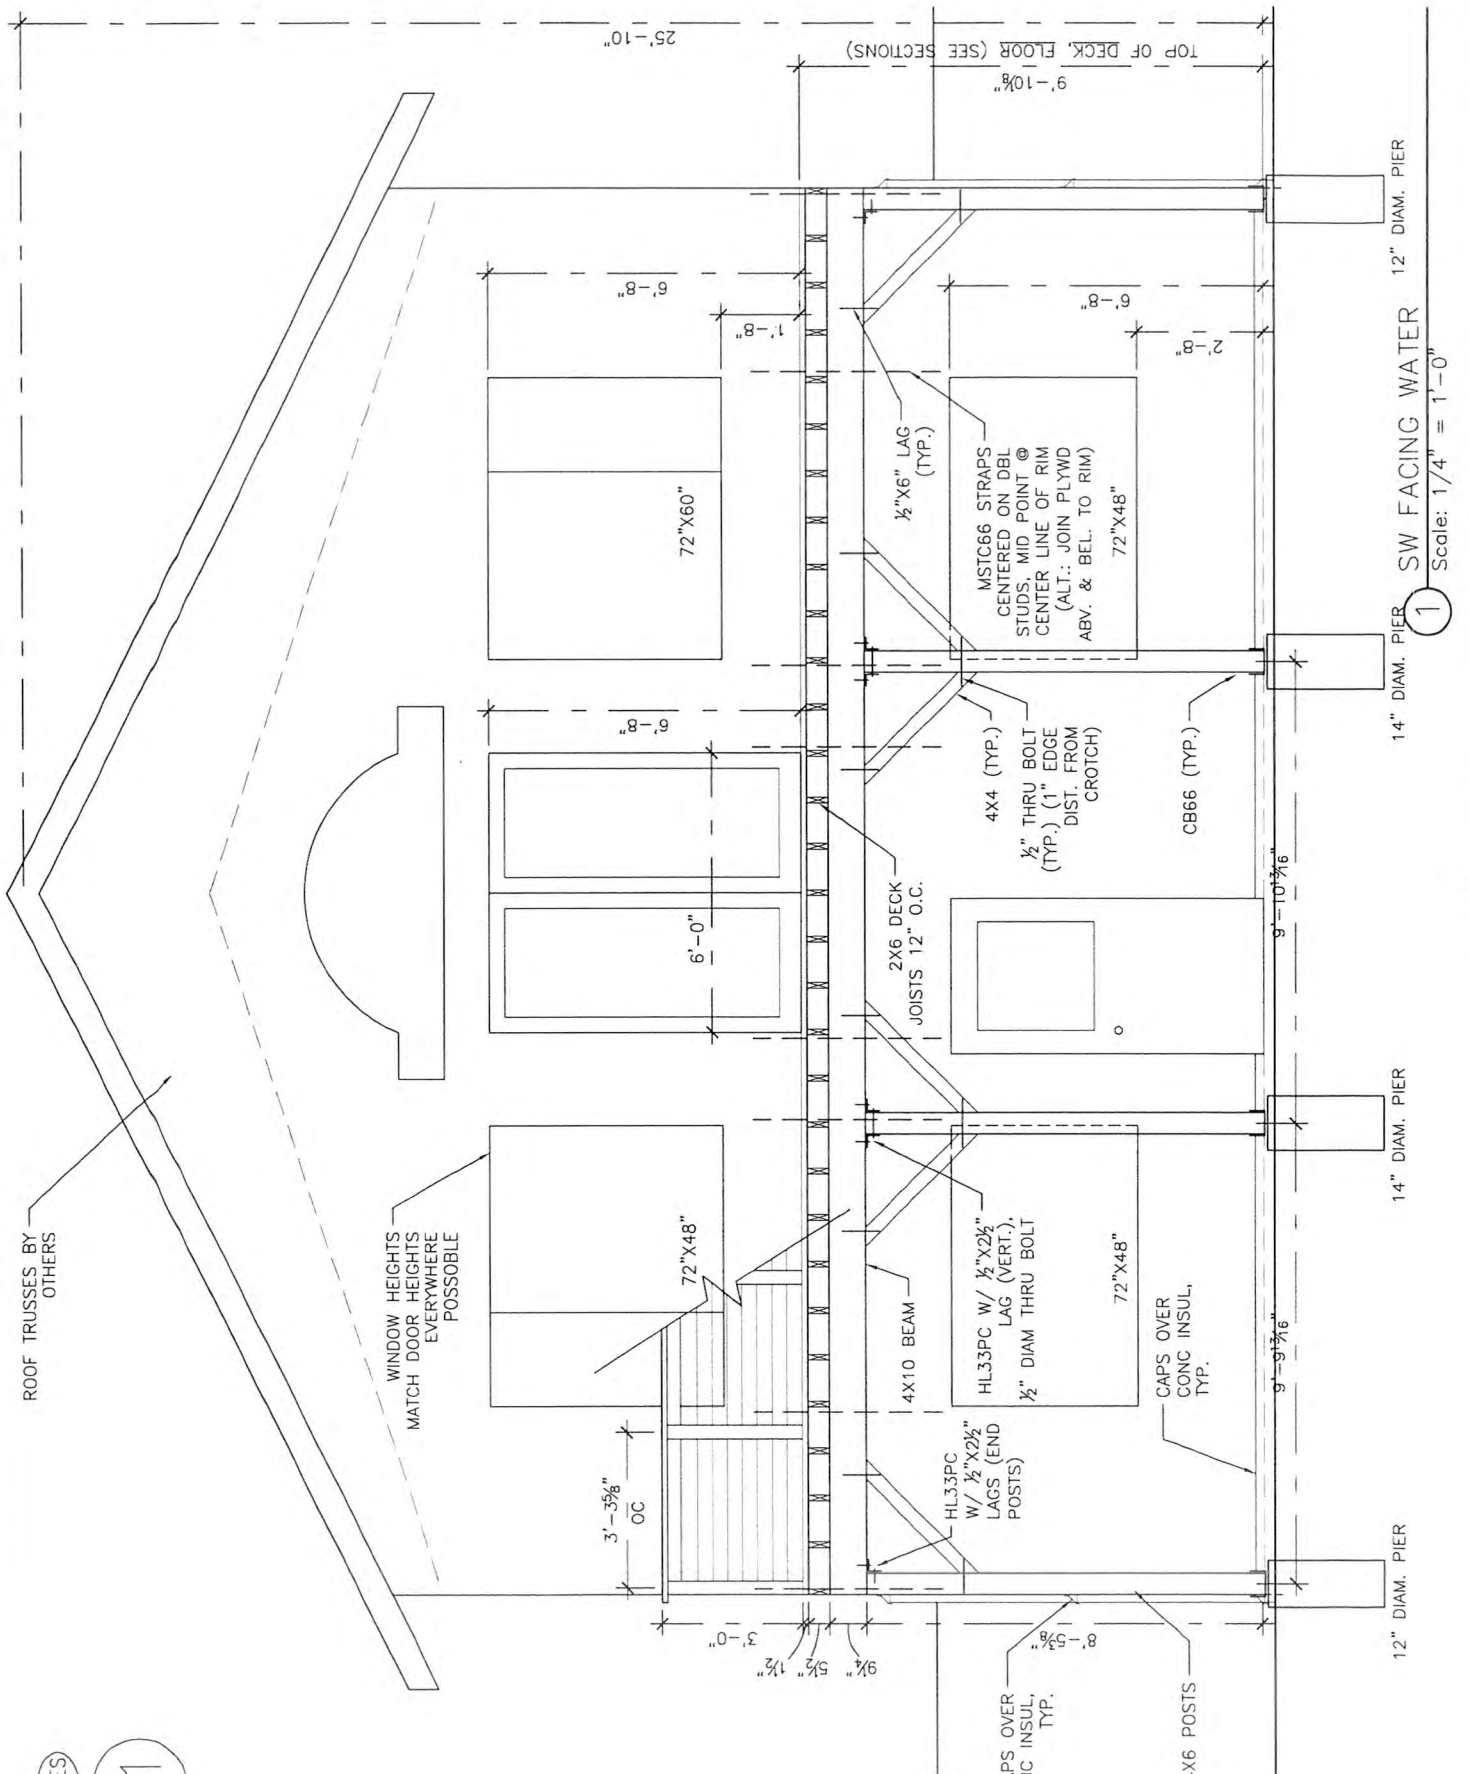 ROOF TRUSSES BY
OTHERS
25'-10"
WINDOW HEIGHTS
MATCH DOOR HEIGHTS
EVERYWHERE
POSSOBLE
72"X48"
6'-0"
6'-8"
72"X60"
6'-8"
1'-8"
TOP OF DECK, FLOOR (SEE SECTIONS)
9'-10⅛"
3'-3⅝"
OC
3'-0"
1½"
5½"
9¼"
8'-5⅜"
2X6 DECK
JOISTS 12" O.C.
½"X6" LAG
(TYP.)
4X10 BEAM
HL33PC
W/ ½"X2½"
LAGS (END
POSTS)
HL33PC W/ ½"X2½"
LAG (VERT.),
½" DIAM THRU BOLT
72"X48"
4X4 (TYP.)
½" THRU BOLT
(TYP.) (1" EDGE
DIST. FROM
CROTCH)
MSTC66 STRAPS
CENTERED ON DBL
STUDS, MID POINT @
CENTER LINE OF RIM
(ALT.: JOIN PLYWD
ABV. & BEL. TO RIM)
72"X48"
6'-8"
2'-8"
CAPS OVER
CONC INSUL,
TYP.
CB66 (TYP.)
OVER
INSUL,
TYP.
X6 POSTS
9'-9¹³⁄₁₆"
9'-10¹³⁄₁₆"
12" DIAM. PIER
14" DIAM. PIER
14" DIAM. PIER
12" DIAM. PIER
1
SW FACING WATER
Scale: 1/4" = 1'-0"